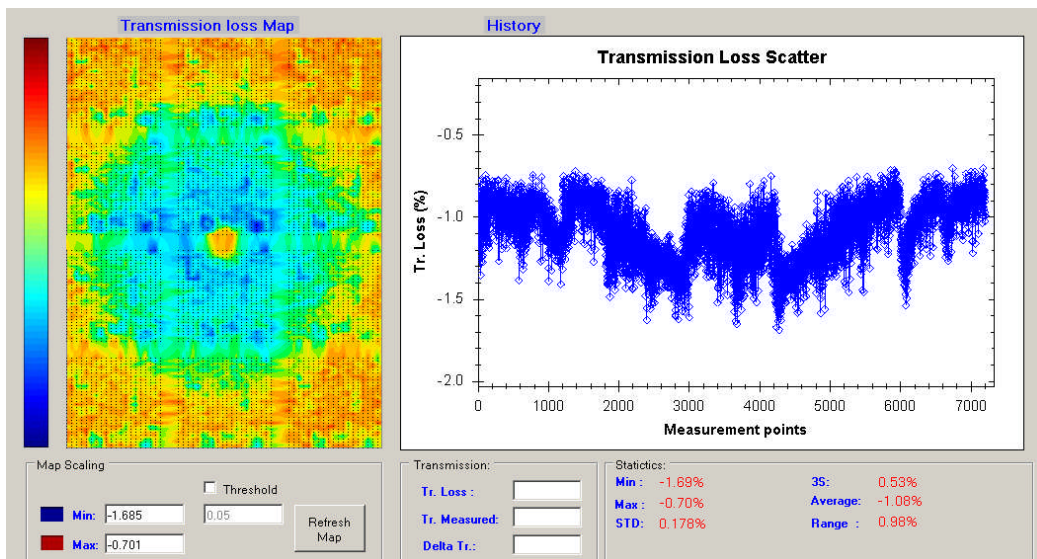 Transmission loss Map
History
Transmission Loss Scatter
Tr. Loss (%)
-0.5
-1.0
-1.5
-2.0
0 1000 2000 3000 4000 5000 6000 7000
Measurement points
Map Scaling
Threshold
Min: -1.685 0.05
Max: -0.701
Refresh
Map
Transmission:
Tr. Loss :
Tr. Measured:
Delta Tr.:
Statictics:
Min : -1.69% 3S: 0.53%
Max : -0.70% Average: -1.08%
STD: 0.178% Range : 0.98%